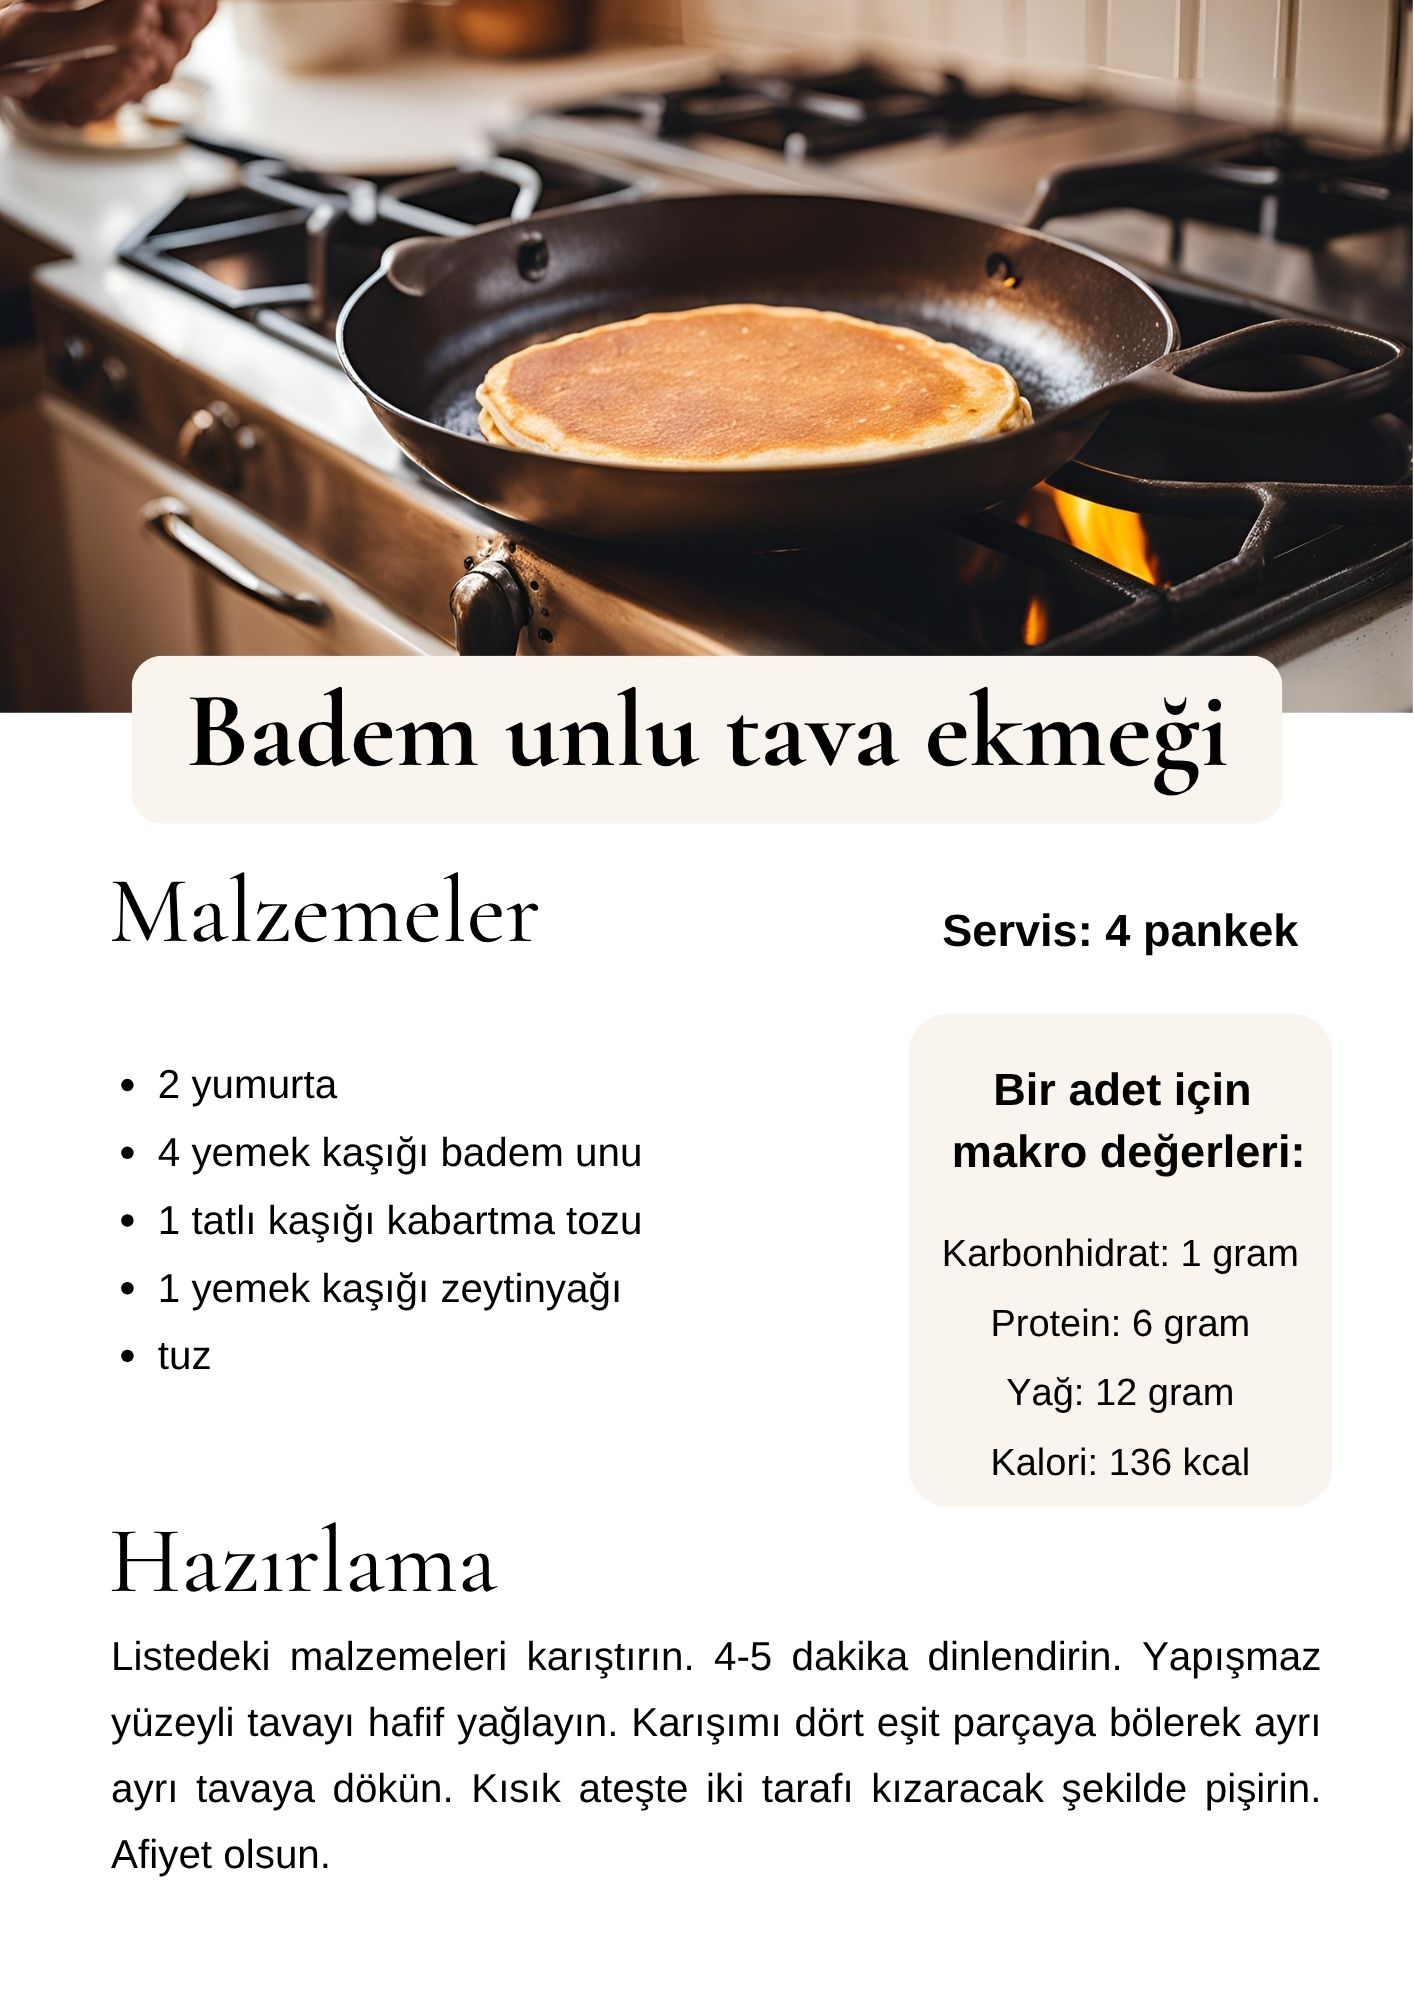 Badem unlu tava ekmeği
Malzemeler
Servis: 4 pankek
• 2 yumurta
• 4 yemek kaşığı badem unu
• 1 tatlı kaşığı kabartma tozu
• 1 yemek kaşığı zeytinyağı
• tuz
Bir adet için
makro değerleri:
Karbonhidrat: 1 gram
Protein: 6 gram
Yağ: 12 gram
Kalori: 136 kcal
Hazırlama
Listedeki malzemeleri karıştırın. 4-5 dakika dinlendirin. Yapışmaz
yüzeyli tavayı hafif yağlayın. Karışımı dört eşit parçaya bölerek ayrı
ayrı tavaya dökün. Kısık ateşte iki tarafı kızaracak şekilde pişirin.
Afiyet olsun.